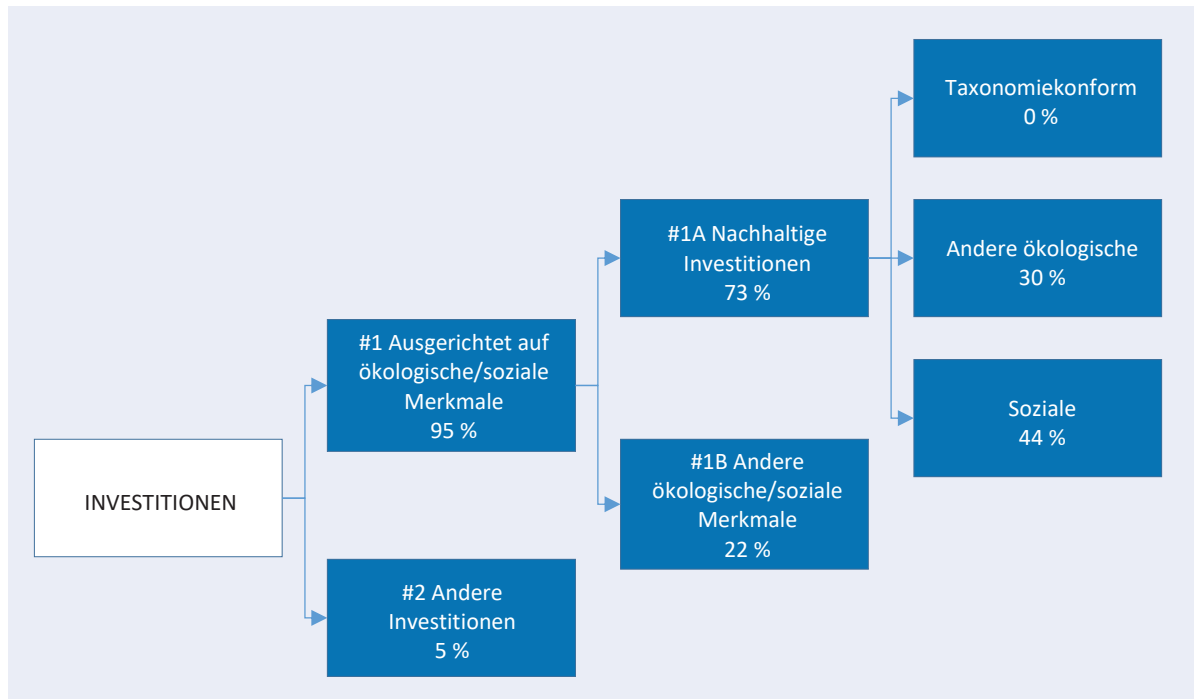 INVESTITIONEN
#1 Ausgerichtet auf
ökologische/soziale
Merkmale
95 %
#2 Andere
Investitionen
5 %
#1A Nachhaltige
Investitionen
73 %
#1B Andere
ökologische/soziale
Merkmale
22 %
Taxonomiekonform
0 %
Andere ökologische
30 %
Soziale
44 %